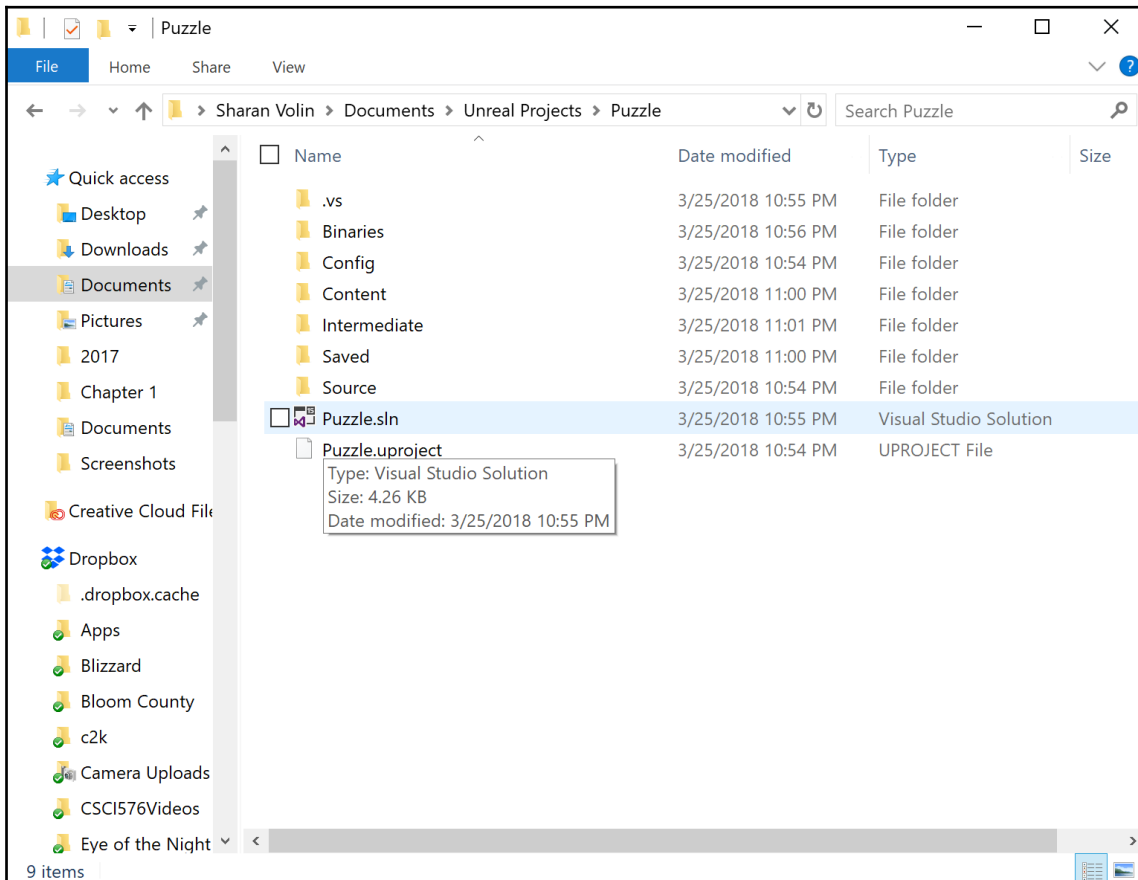 Puzzle
File Home Share View
Sharan Volin > Documents > Unreal Projects > Puzzle Search Puzzle
Name Date modified Type Size
Quick access
Desktop
Downloads
Documents
Pictures
2017
Chapter 1
Documents
Screenshots
Creative Cloud File
Dropbox
.dropbox.cache
Apps
Blizzard
Bloom County
c2k
Camera Uploads
CSCI576Videos
Eye of the Night
.vs 3/25/2018 10:55 PM File folder
Binaries 3/25/2018 10:56 PM File folder
Config 3/25/2018 10:54 PM File folder
Content 3/25/2018 11:00 PM File folder
Intermediate 3/25/2018 11:01 PM File folder
Saved 3/25/2018 11:00 PM File folder
Source 3/25/2018 10:54 PM File folder
Puzzle.sln 3/25/2018 10:55 PM Visual Studio Solution
Puzzle.uproject 3/25/2018 10:54 PM UPROJECT File
Type: Visual Studio Solution
Size: 4.26 KB
Date modified: 3/25/2018 10:55 PM
9 items